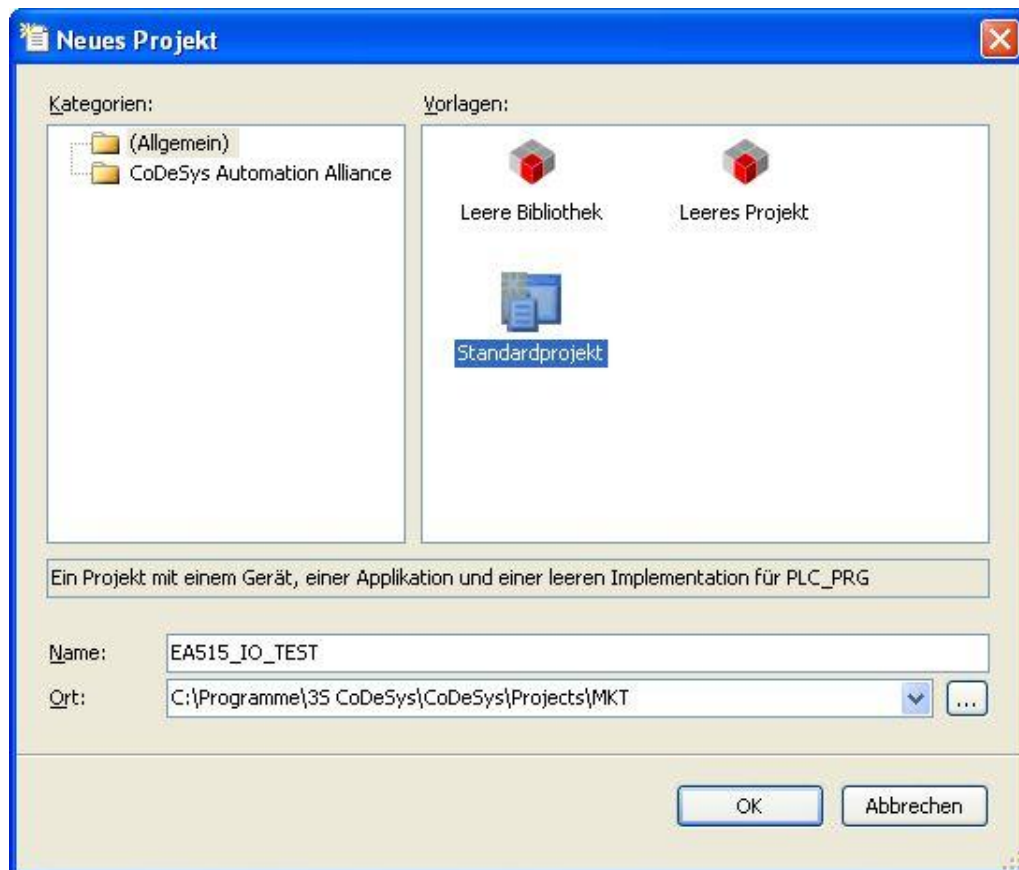 Neues Projekt
Kategorien:
Vorlagen:
(Allgemein)
CoDeSys Automation Alliance
Leere Bibliothek
Leeres Projekt
Standardprojekt
Ein Projekt mit einem Gerät, einer Applikation und einer leeren Implementation für PLC_PRG
Name:
EA515_IO_TEST
Ort:
C:\Programme\3S CoDeSys\CoDeSys\Projects\MKT
...
OK
Abbrechen